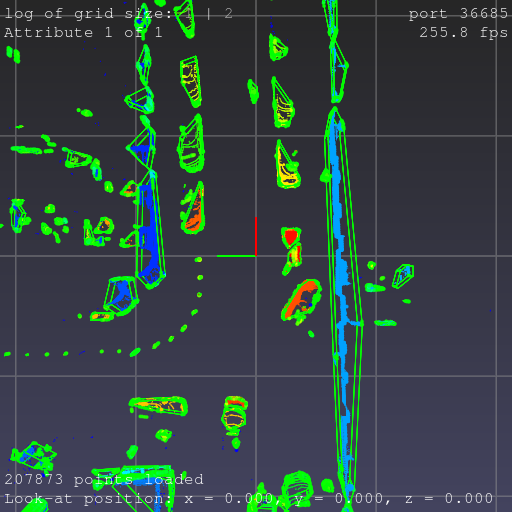 log of grid size: 1 | 2
port 36685
Attribute 1 of 1
255.8 fps
207873 points loaded
Look-at position: x = 0.000, y = 0.000, z = 0.000